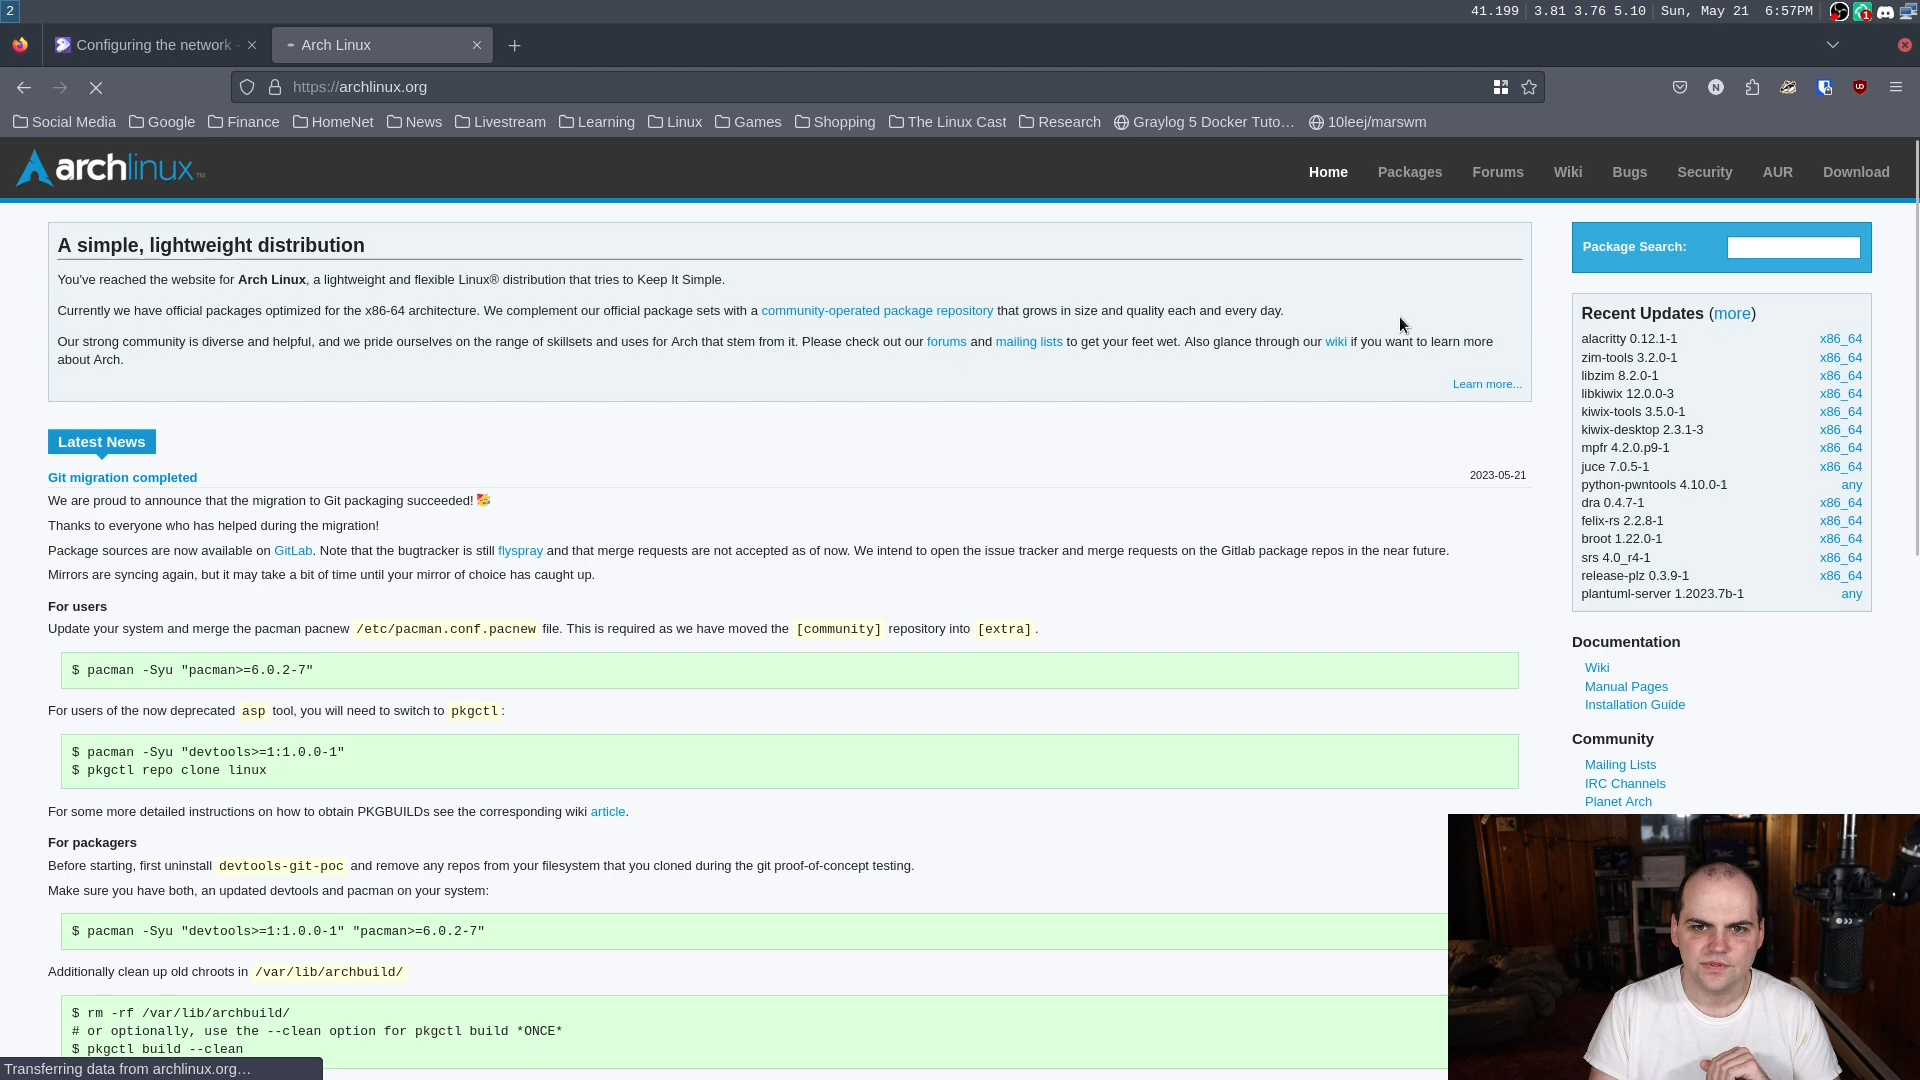 2
41.199 3.81 3.76 5.10 Sun, May 21 6:57PM
1
Configuring the network -
Arch Linux
https://archlinux.org
N
Social Media Google Finance HomeNet News Livestream Learning Linux Games Shopping The Linux Cast Research Graylog 5 Docker Tuto… 10leej/marswm
archlinux™
Home Packages Forums Wiki Bugs Security AUR Download
A simple, lightweight distribution
You've reached the website for Arch Linux, a lightweight and flexible Linux® distribution that tries to Keep It Simple.
Currently we have official packages optimized for the x86-64 architecture. We complement our official package sets with a community-operated package repository that grows in size and quality each and every day.
Our strong community is diverse and helpful, and we pride ourselves on the range of skillsets and uses for Arch that stem from it. Please check out our forums and mailing lists to get your feet wet. Also glance through our wiki if you want to learn more
about Arch.
Learn more...
Latest News
Git migration completed
2023-05-21
We are proud to announce that the migration to Git packaging succeeded! 🥳
Thanks to everyone who has helped during the migration!
Package sources are now available on GitLab. Note that the bugtracker is still flyspray and that merge requests are not accepted as of now. We intend to open the issue tracker and merge requests on the Gitlab package repos in the near future.
Mirrors are syncing again, but it may take a bit of time until your mirror of choice has caught up.
For users
Update your system and merge the pacman pacnew /etc/pacman.conf.pacnew file. This is required as we have moved the [community] repository into [extra].
$ pacman -Syu "pacman>=6.0.2-7"
For users of the now deprecated asp tool, you will need to switch to pkgctl:
$ pacman -Syu "devtools>=1:1.0.0-1"
$ pkgctl repo clone linux
For some more detailed instructions on how to obtain PKGBUILDs see the corresponding wiki article.
For packagers
Before starting, first uninstall devtools-git-poc and remove any repos from your filesystem that you cloned during the git proof-of-concept testing.
Make sure you have both, an updated devtools and pacman on your system:
$ pacman -Syu "devtools>=1:1.0.0-1" "pacman>=6.0.2-7"
Additionally clean up old chroots in /var/lib/archbuild/
$ rm -rf /var/lib/archbuild/
# or optionally, use the --clean option for pkgctl build *ONCE*
$ pkgctl build --clean
Package Search:
Recent Updates (more)
alacritty 0.12.1-1 x86_64
zim-tools 3.2.0-1 x86_64
libzim 8.2.0-1 x86_64
libkiwix 12.0.0-3 x86_64
kiwix-tools 3.5.0-1 x86_64
kiwix-desktop 2.3.1-3 x86_64
mpfr 4.2.0.p9-1 x86_64
juce 7.0.5-1 x86_64
python-pwntools 4.10.0-1 any
dra 0.4.7-1 x86_64
felix-rs 2.2.8-1 x86_64
broot 1.22.0-1 x86_64
srs 4.0_r4-1 x86_64
release-plz 0.3.9-1 x86_64
plantuml-server 1.2023.7b-1 any
Documentation
Wiki
Manual Pages
Installation Guide
Community
Mailing Lists
IRC Channels
Planet Arch
Transferring data from archlinux.org…